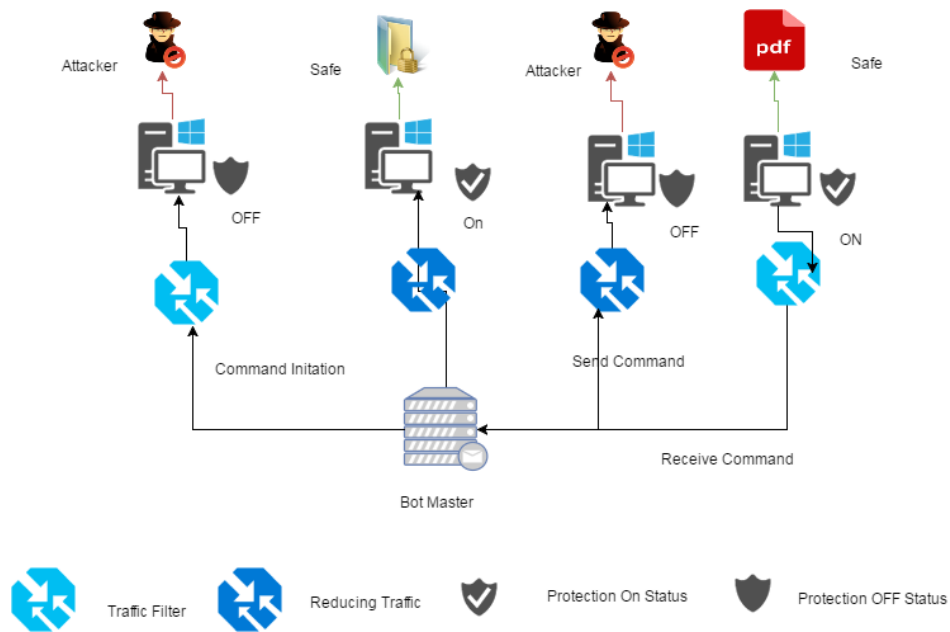 Attacker
Safe
Attacker
pdf
Safe
OFF
On
OFF
ON
Command Initation
Send Command
Receive Command
Bot Master
Traffic Filter
Reducing Traffic
Protection On Status
Protection OFF Status